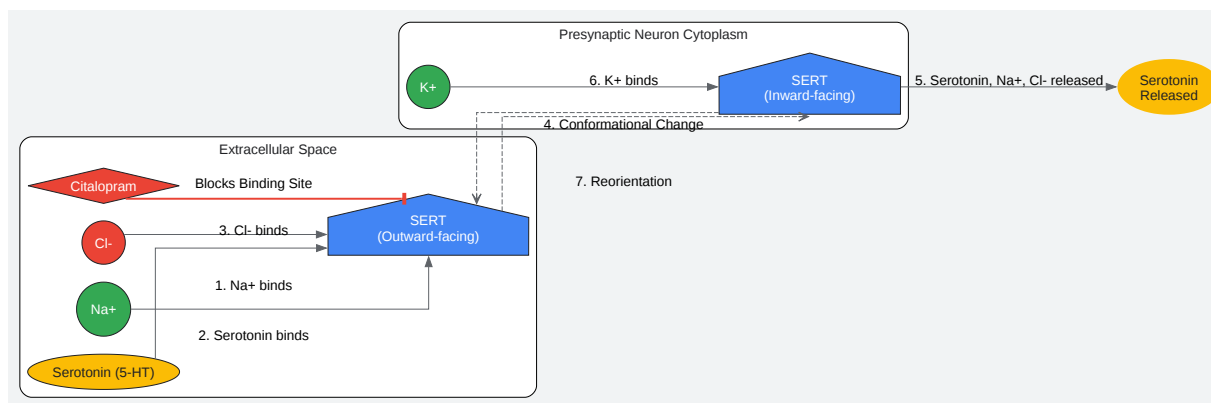 Presynaptic Neuron Cytoplasm
K+
6. K+ binds
SERT
(Inward-facing)
5. Serotonin, Na+, Cl- released
Serotonin
Released
4. Conformational Change
Extracellular Space
Citalopram
Blocks Binding Site
7. Reorientation
Cl-
3. Cl- binds
SERT
(Outward-facing)
1. Na+ binds
Na+
2. Serotonin binds
Serotonin (5-HT)